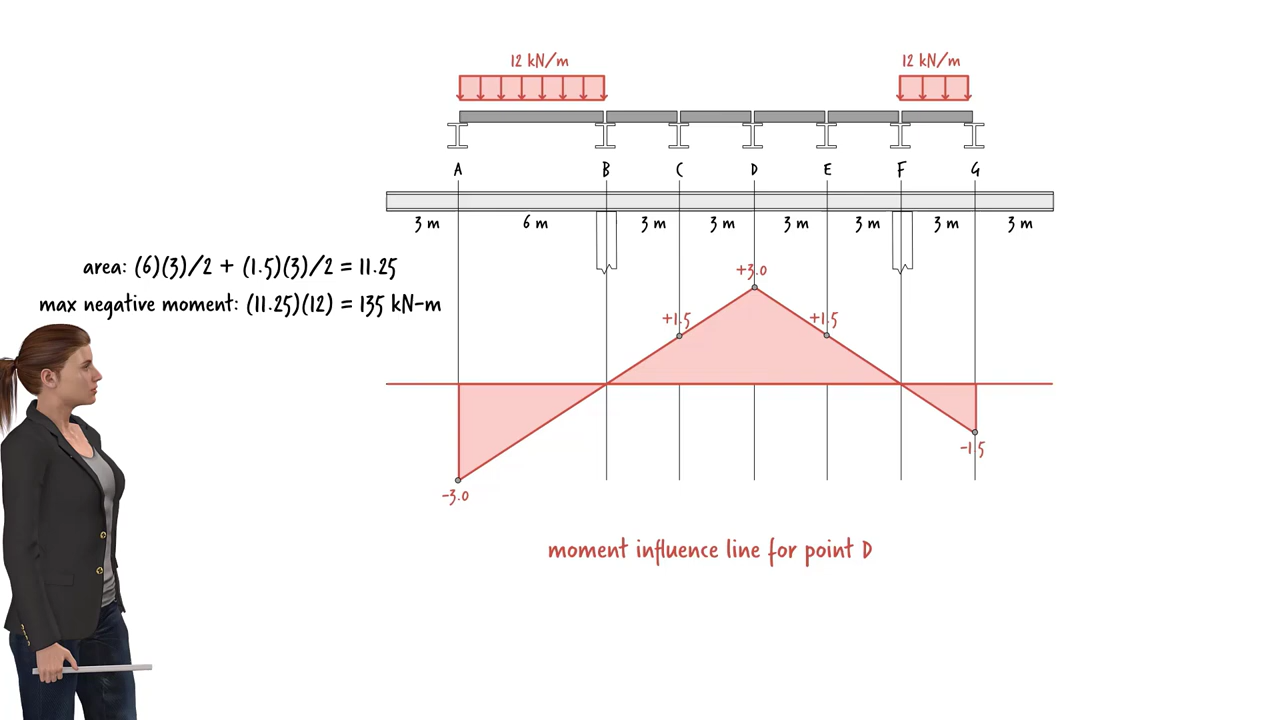 12 kN/m 12 kN/m
A B C D E F G
3 m 6 m 3 m 3 m 3 m 3 m 3 m 3 m
area: (6)(3)/2 + (1.5)(3)/2 = 11.25
max negative moment: (11.25)(12) = 135 kN-m
+3.0
+1.5 +1.5
-1.5
-3.0
moment influence line for point D